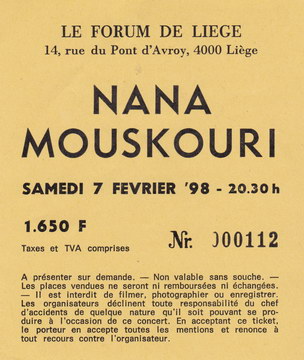 LE FORUM DE LIEGE
14, rue du Pont d'Avroy, 4000 Liège
NANA
MOUSKOURI
SAMEDI 7 FEVRIER '98 - 20.30 h
1.650 F
Taxes et TVA comprises
Nr. 000112
A présenter sur demande. — Non valable sans souche. —
Les places vendues ne seront ni remboursées ni échangées.
— Il est interdit de filmer, photographier ou enregistrer.
Les organisateurs déclinent toute responsabilité du chef
d'accidents de quelque nature qu'il soit pouvant se pro-
duire à l'occasion de ce concert. En acceptant ce ticket,
le porteur en accepte toutes les mentions et renonce à
tout recours contre l'organisateur.